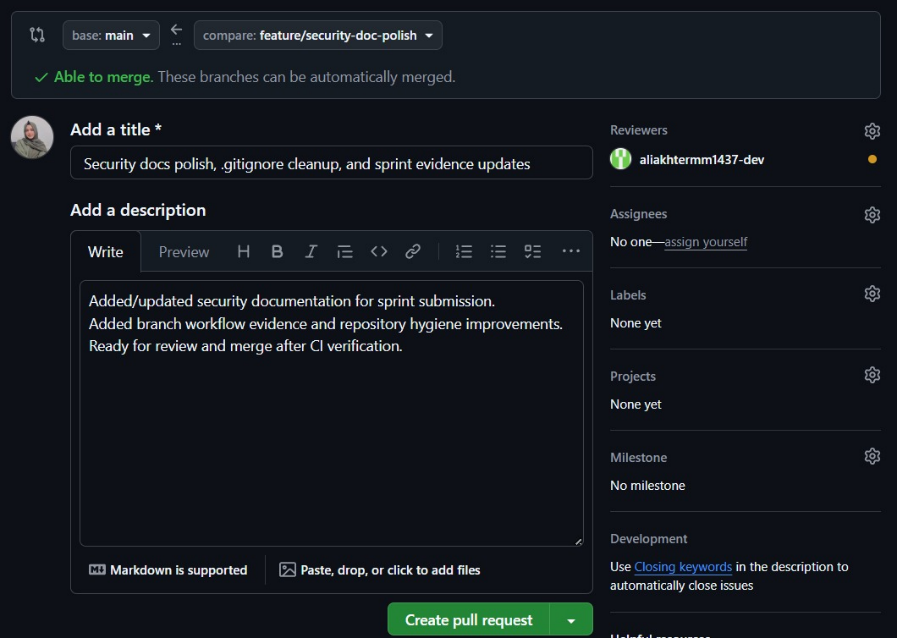 base: main
compare: feature/security-doc-polish
Able to merge. These branches can be automatically merged.
Add a title *
Security docs polish, .gitignore cleanup, and sprint evidence updates
Add a description
Write
Preview
Added/updated security documentation for sprint submission.
Added branch workflow evidence and repository hygiene improvements.
Ready for review and merge after CI verification.
Markdown is supported
Paste, drop, or click to add files
Create pull request
Reviewers
aliakhtermm1437-dev
Assignees
No one—assign yourself
Labels
None yet
Projects
None yet
Milestone
No milestone
Development
Use Closing keywords in the description to
automatically close issues